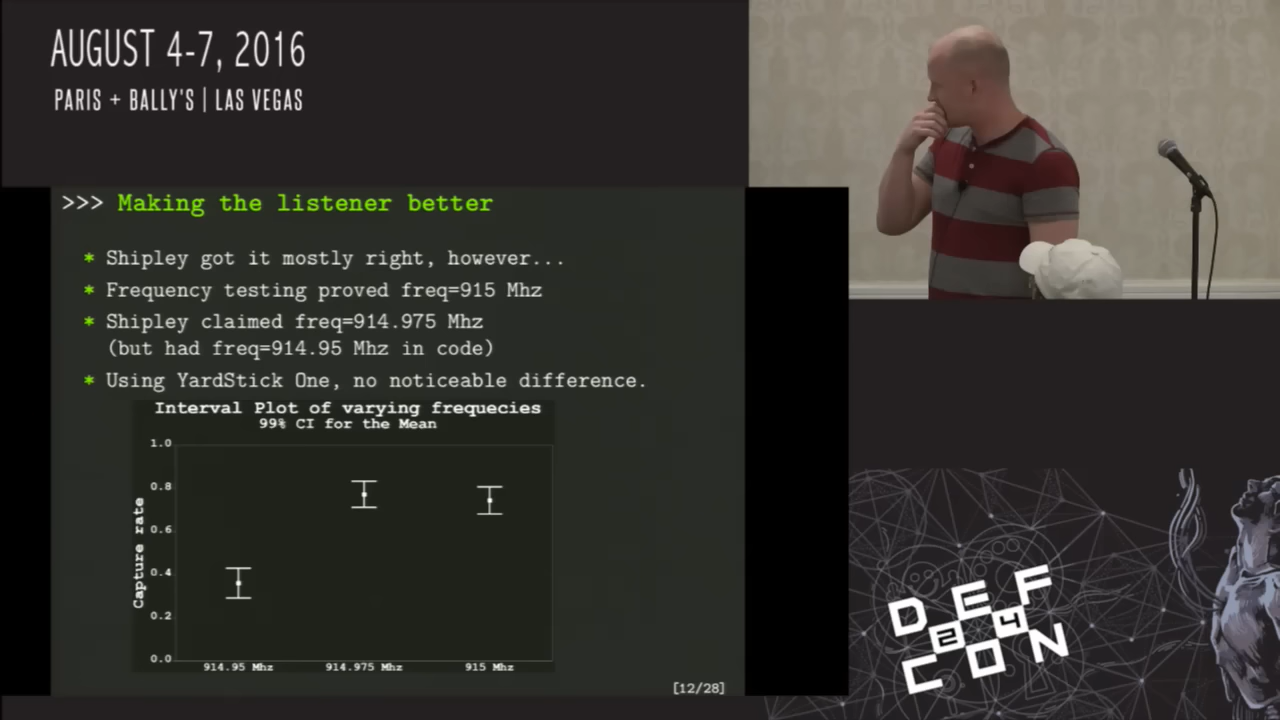 AUGUST 4-7, 2016
PARIS + BALLY'S | LAS VEGAS
>>> Making the listener better
* Shipley got it mostly right, however...
* Frequency testing proved freq=915 Mhz
* Shipley claimed freq=914.975 Mhz
(but had freq=914.95 Mhz in code)
* Using YardStick One, no noticeable difference.
Interval Plot of varying frequecies
99% CI for the Mean
Capture rate
1.0
0.8
0.6
0.4
0.2
0.0
914.95 Mhz 914.975 Mhz 915 Mhz
[12/28]
DEF
24
CON